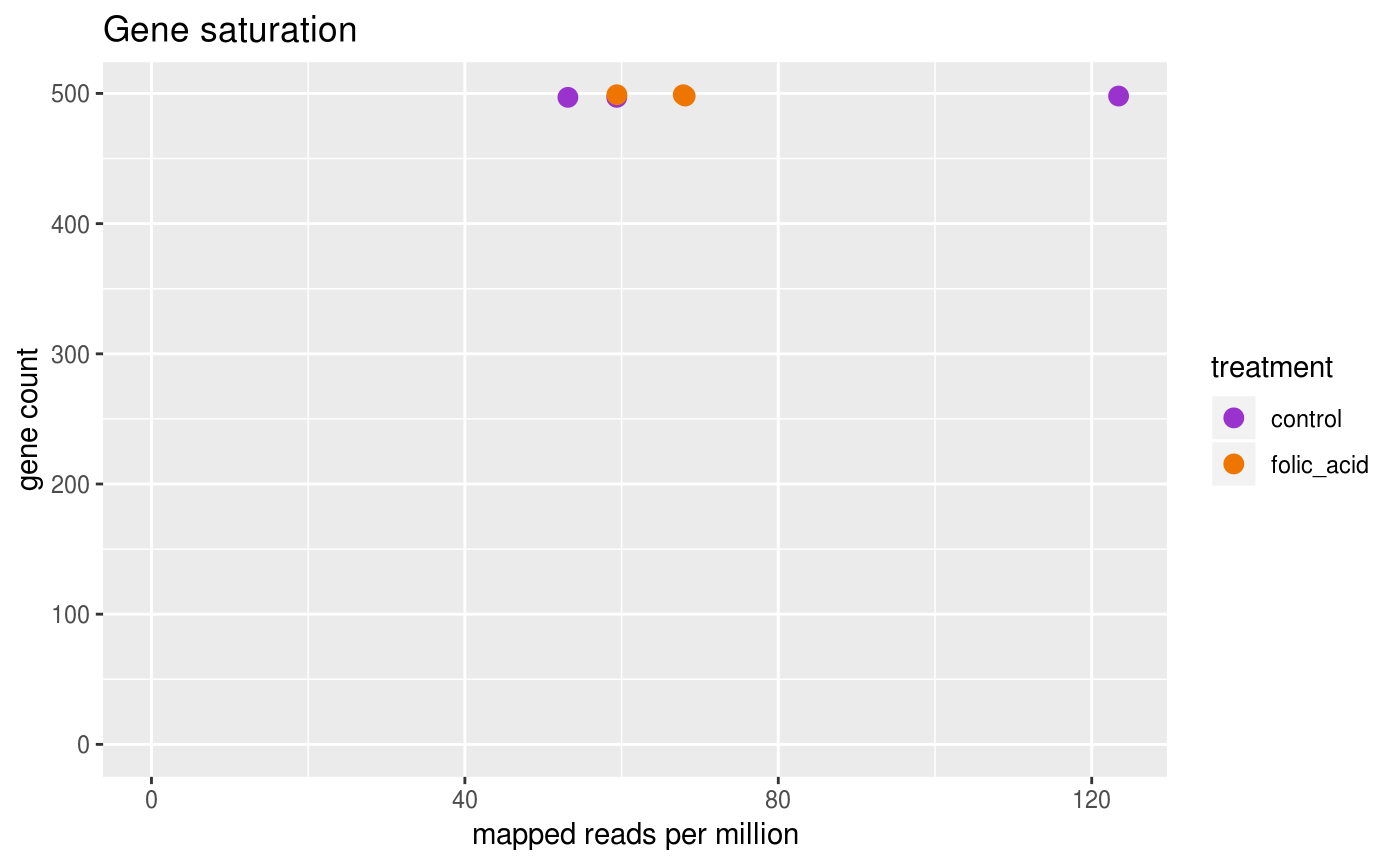 Gene saturation
500
400
300
200
100
0
gene count
0 40 80 120
mapped reads per million
treatment
control
folic_acid